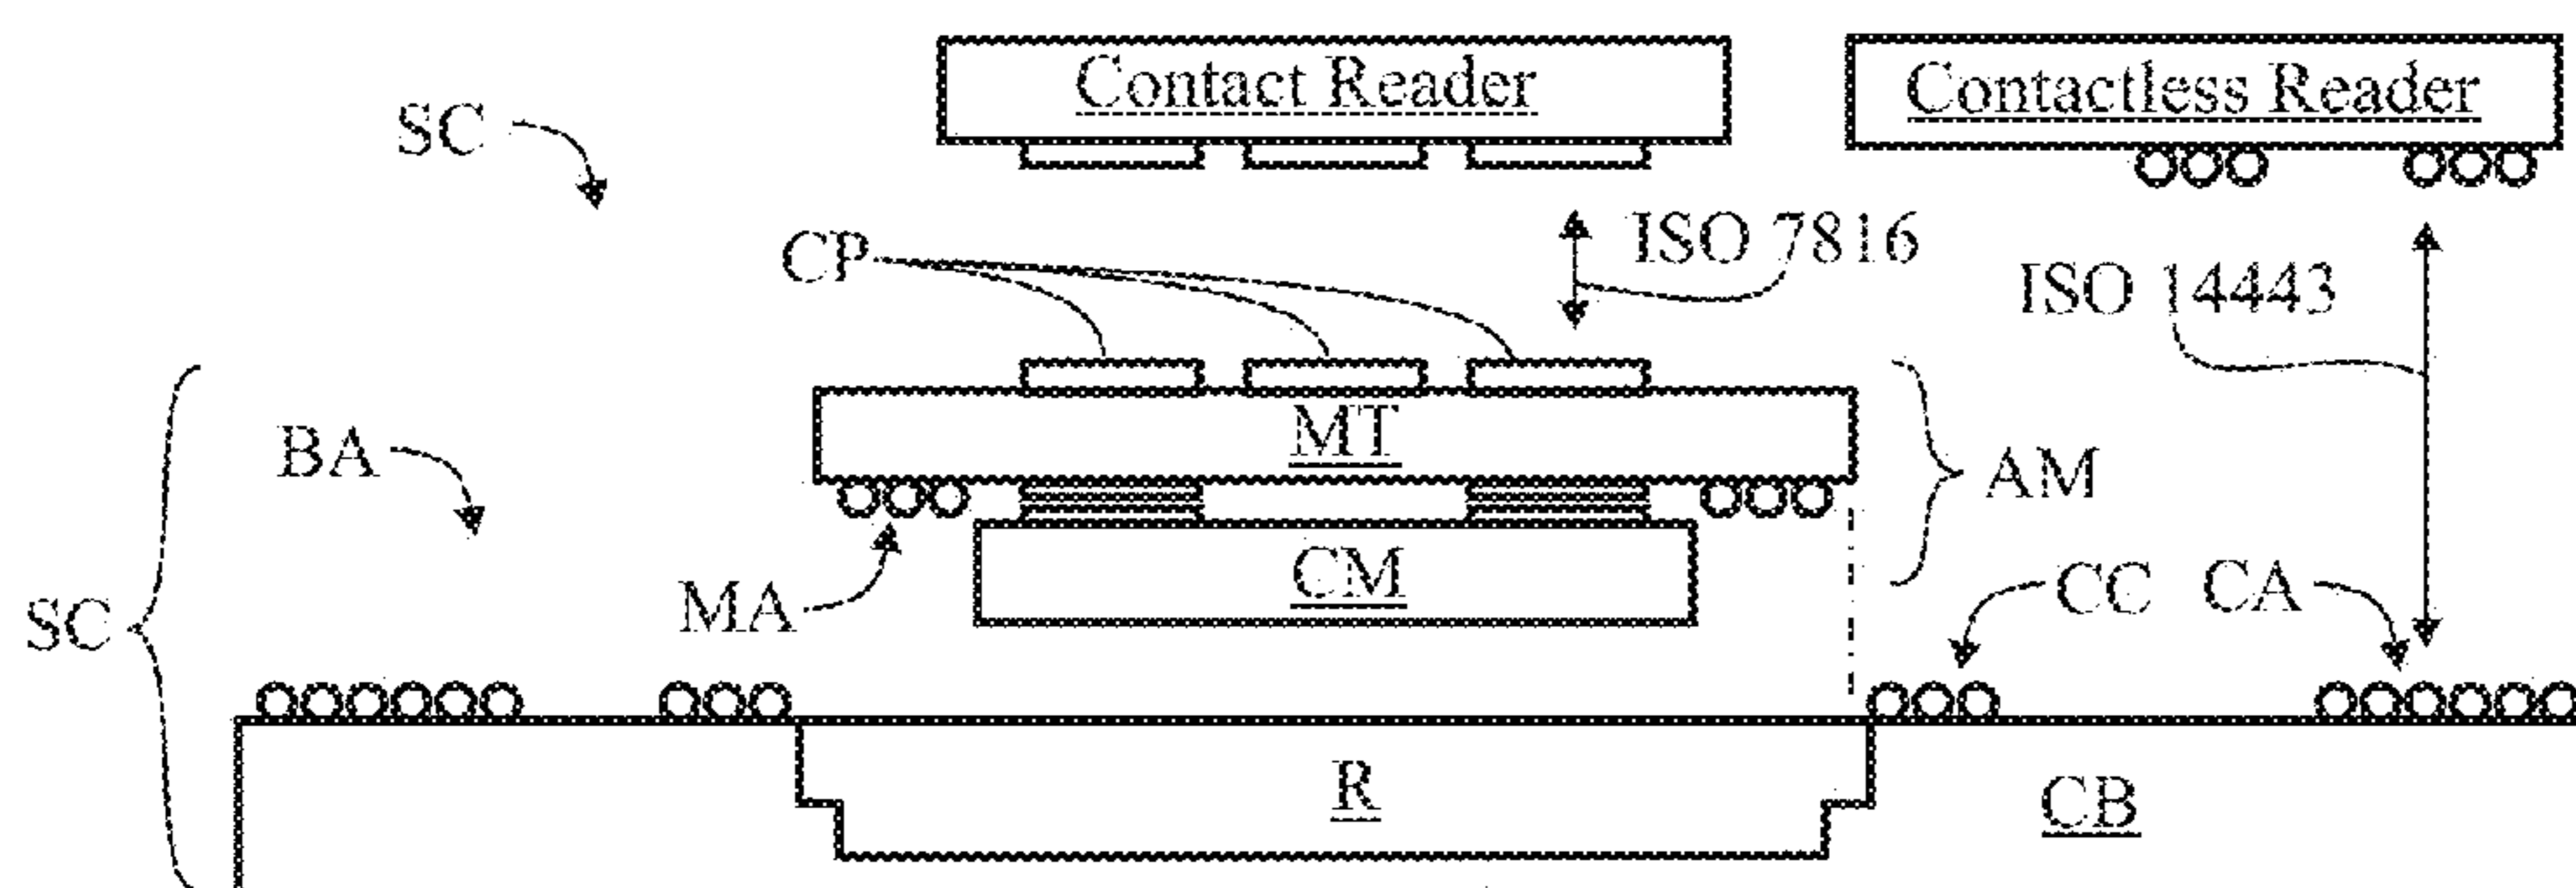 Contact Reader
Contactless Reader
SC
CP
ISO 7816
ISO 14443
MT
BA
AM
MA
CM
CC
CA
SC
R
CB